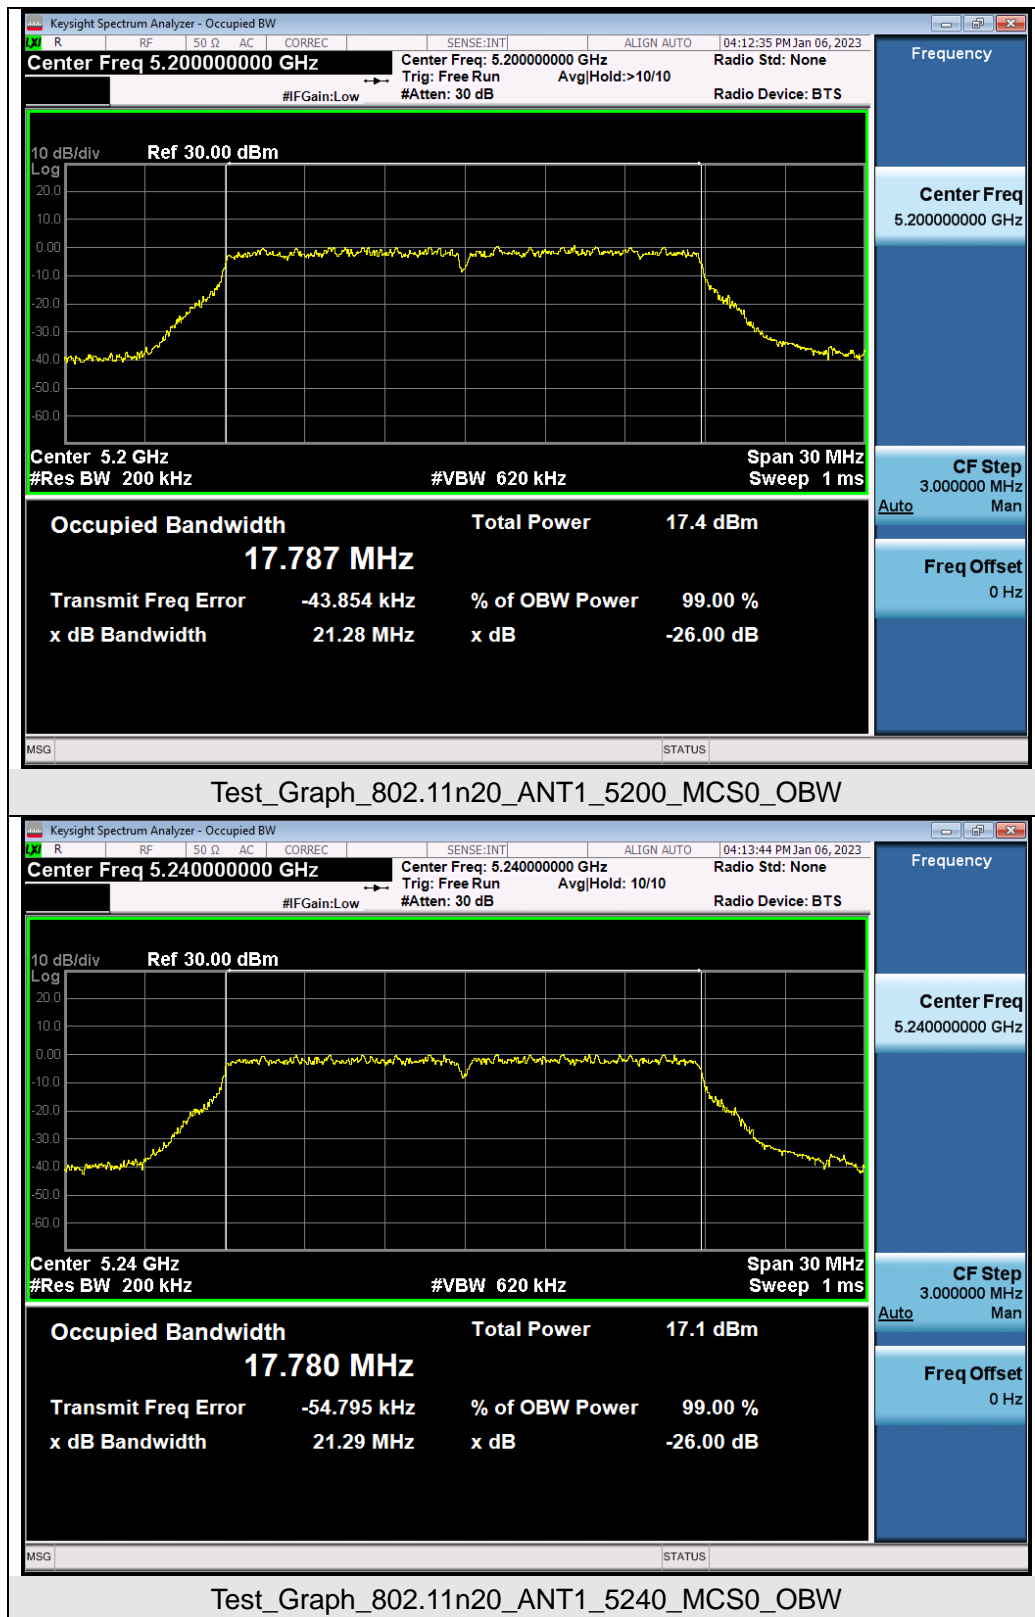 Keysight Spectrum Analyzer - Occupied BW
LXI R RF 50 Ω AC CORREC SENSE:INT ALIGN AUTO 04:12:35 PM Jan 06, 2023
Center Freq 5.200000000 GHz
Center Freq: 5.200000000 GHz
Radio Std: None
Trig: Free Run Avg|Hold:>10/10
#IFGain:Low
#Atten: 30 dB
Radio Device: BTS
Frequency
10 dB/div Ref 30.00 dBm
Log
20.0
10.0
0.00
-10.0
-20.0
-30.0
-40.0
-50.0
-60.0
Center 5.2 GHz Span 30 MHz
#Res BW 200 kHz #VBW 620 kHz Sweep 1 ms
Center Freq
5.200000000 GHz
CF Step
3.000000 MHz
Auto Man
Freq Offset
0 Hz
Occupied Bandwidth Total Power 17.4 dBm
17.787 MHz
Transmit Freq Error -43.854 kHz % of OBW Power 99.00 %
x dB Bandwidth 21.28 MHz x dB -26.00 dB
MSG STATUS
Test_Graph_802.11n20_ANT1_5200_MCS0_OBW
Keysight Spectrum Analyzer - Occupied BW
LXI R RF 50 Ω AC CORREC SENSE:INT ALIGN AUTO 04:13:44 PM Jan 06, 2023
Center Freq 5.240000000 GHz
Center Freq: 5.240000000 GHz
Radio Std: None
Trig: Free Run Avg|Hold: 10/10
#IFGain:Low
#Atten: 30 dB
Radio Device: BTS
Frequency
10 dB/div Ref 30.00 dBm
Log
20.0
10.0
0.00
-10.0
-20.0
-30.0
-40.0
-50.0
-60.0
Center 5.24 GHz Span 30 MHz
#Res BW 200 kHz #VBW 620 kHz Sweep 1 ms
Center Freq
5.240000000 GHz
CF Step
3.000000 MHz
Auto Man
Freq Offset
0 Hz
Occupied Bandwidth Total Power 17.1 dBm
17.780 MHz
Transmit Freq Error -54.795 kHz % of OBW Power 99.00 %
x dB Bandwidth 21.29 MHz x dB -26.00 dB
MSG STATUS
Test_Graph_802.11n20_ANT1_5240_MCS0_OBW